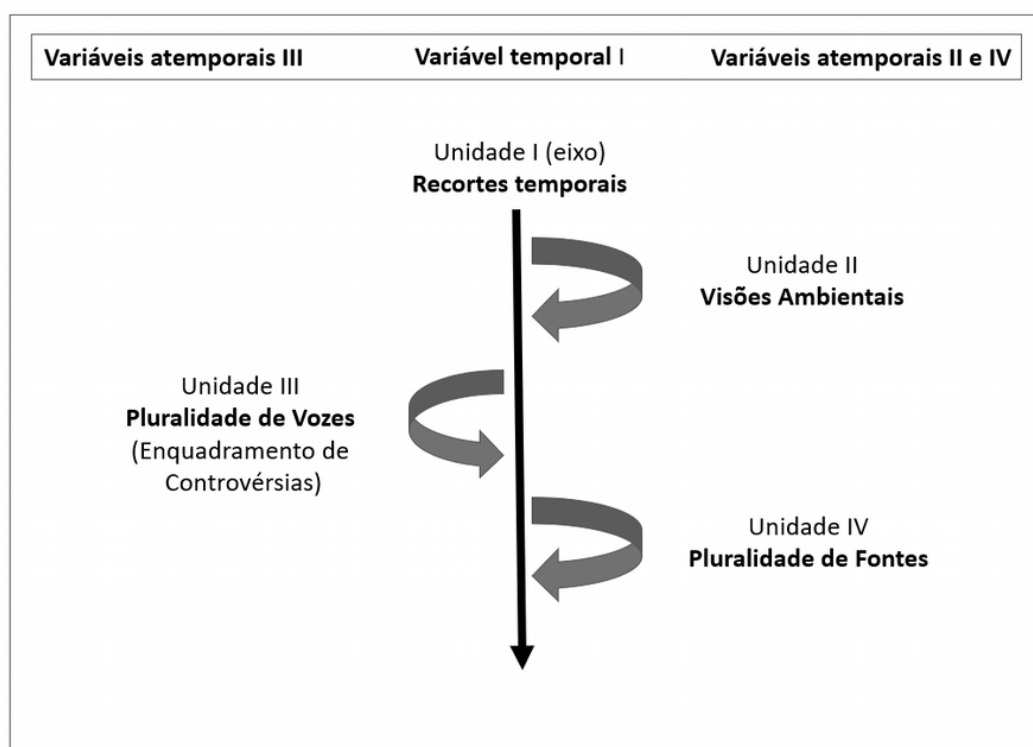 Variáveis atemporais III
Variável temporal I
Variáveis atemporais II e IV
Unidade I (eixo)
Recortes temporais
Unidade II
Visões Ambientais
Unidade III
Pluralidade de Vozes
(Enquadramento de
Controvérsias)
Unidade IV
Pluralidade de Fontes